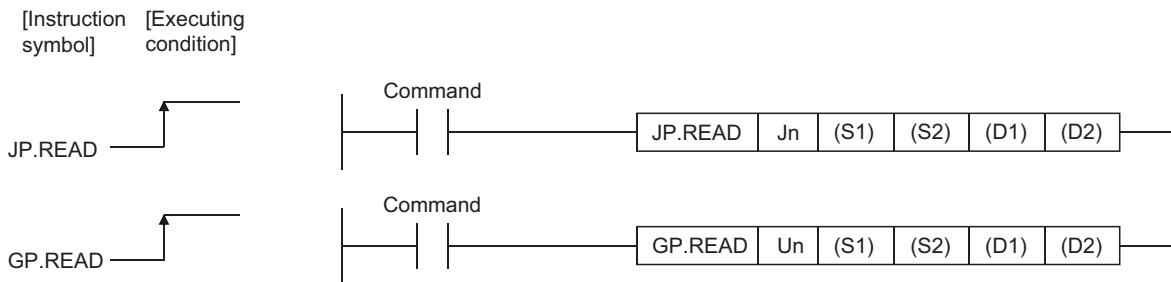 [Instruction symbol] [Executing condition]
Command
JP.READ
JP.READ Jn (S1) (S2) (D1) (D2)
Command
GP.READ
GP.READ Un (S1) (S2) (D1) (D2)